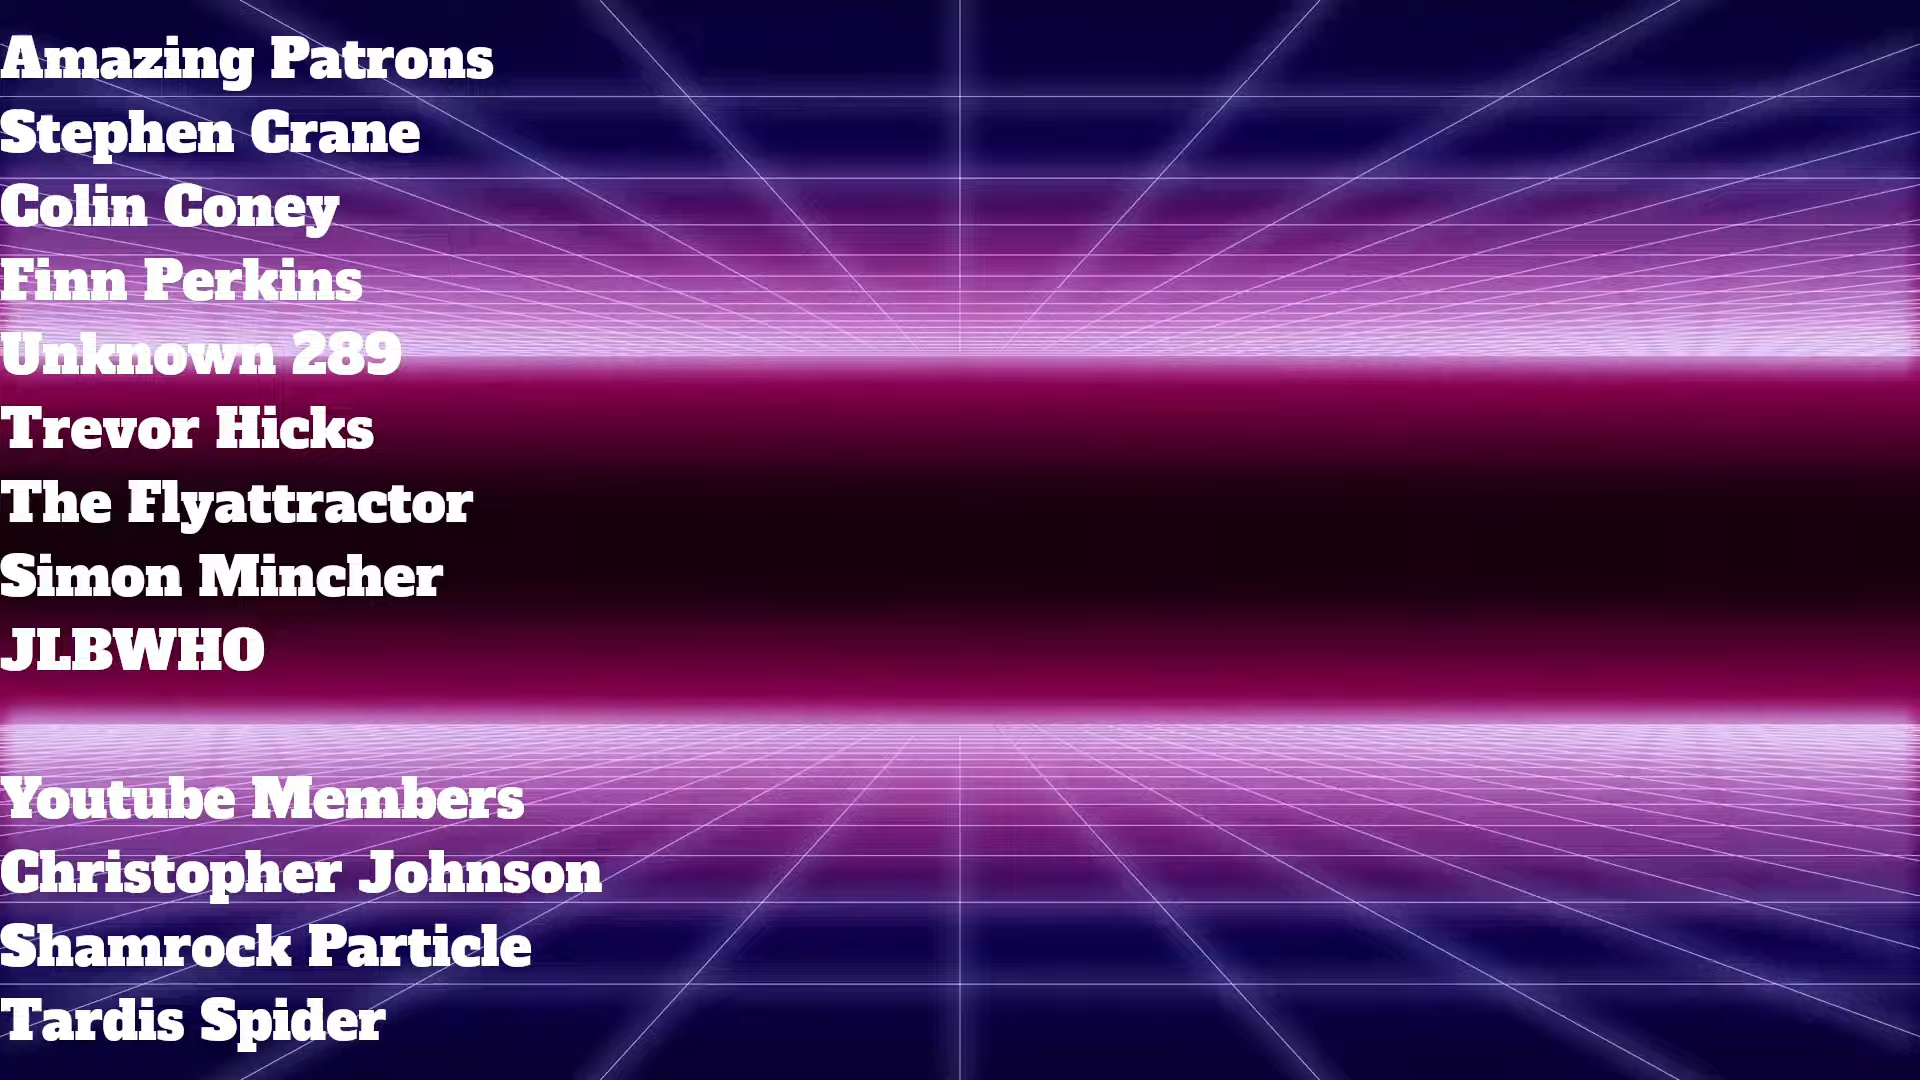 Amazing Patrons
Stephen Crane
Colin Coney
Finn Perkins
Unknown 289
Trevor Hicks
The Flyattractor
Simon Mincher
JLBWHO
Youtube Members
Christopher Johnson
Shamrock Particle
Tardis Spider